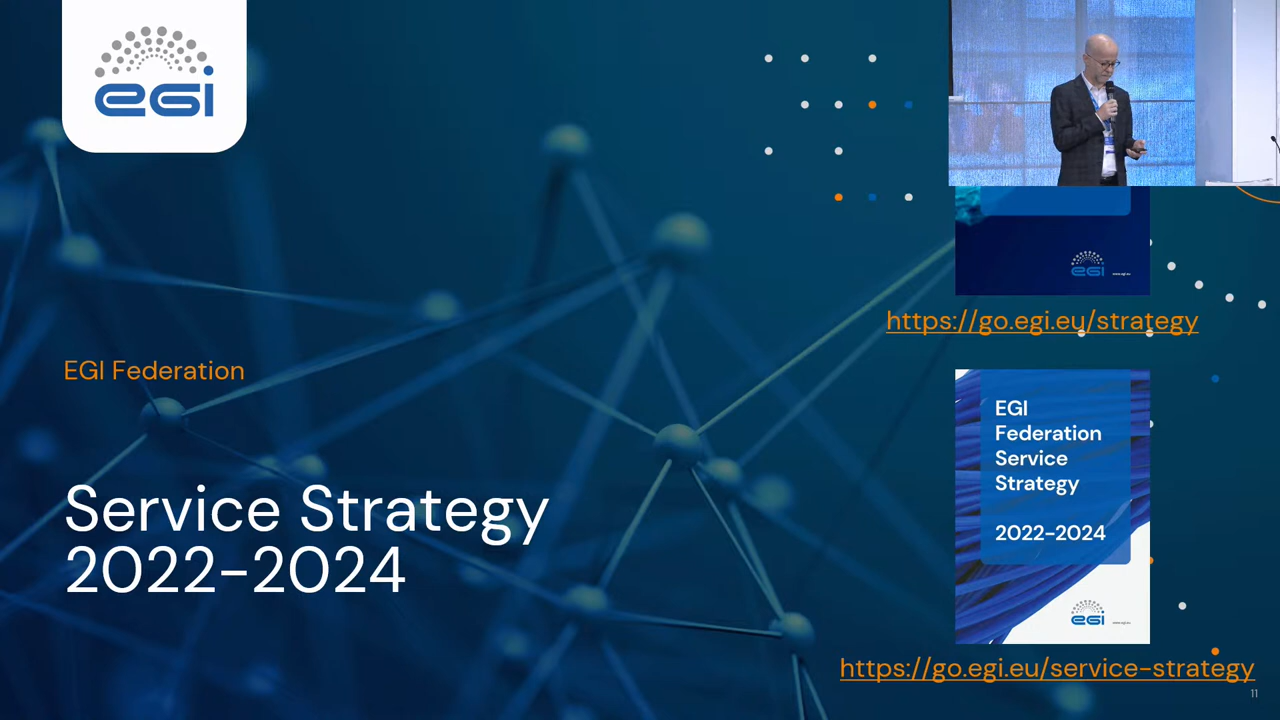 egi
EGI Federation
Service Strategy
2022-2024
egi
https://go.egi.eu/strategy
EGI
Federation
Service
Strategy
2022-2024
egi
https://go.egi.eu/service-strategy
11